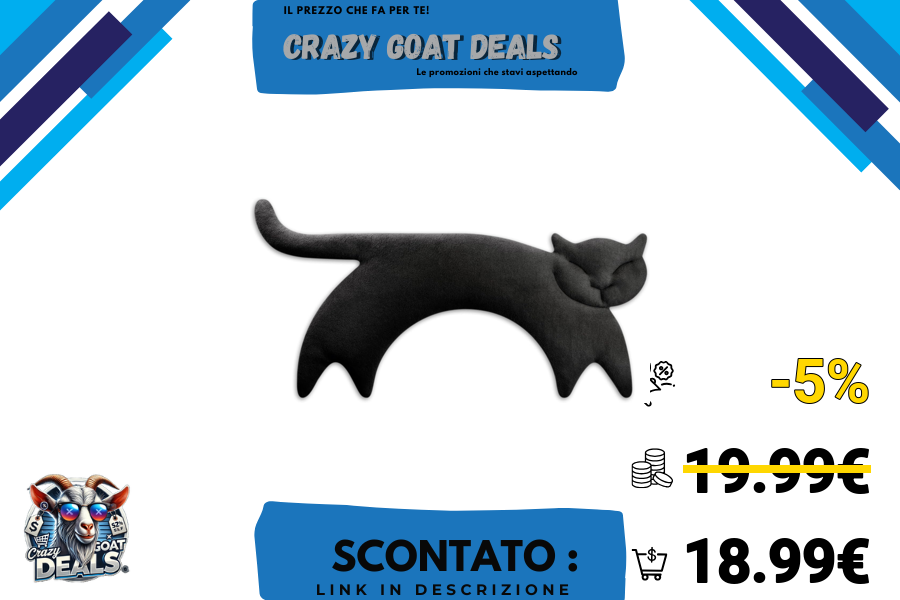 IL PREZZO CHE FA PER TE!
CRAZY GOAT DEALS
Le promozioni che stavi aspettando
-5%
19.99€
18.99€
SCONTATO :
LINK IN DESCRIZIONE
Crazy
GOAT
DEALS